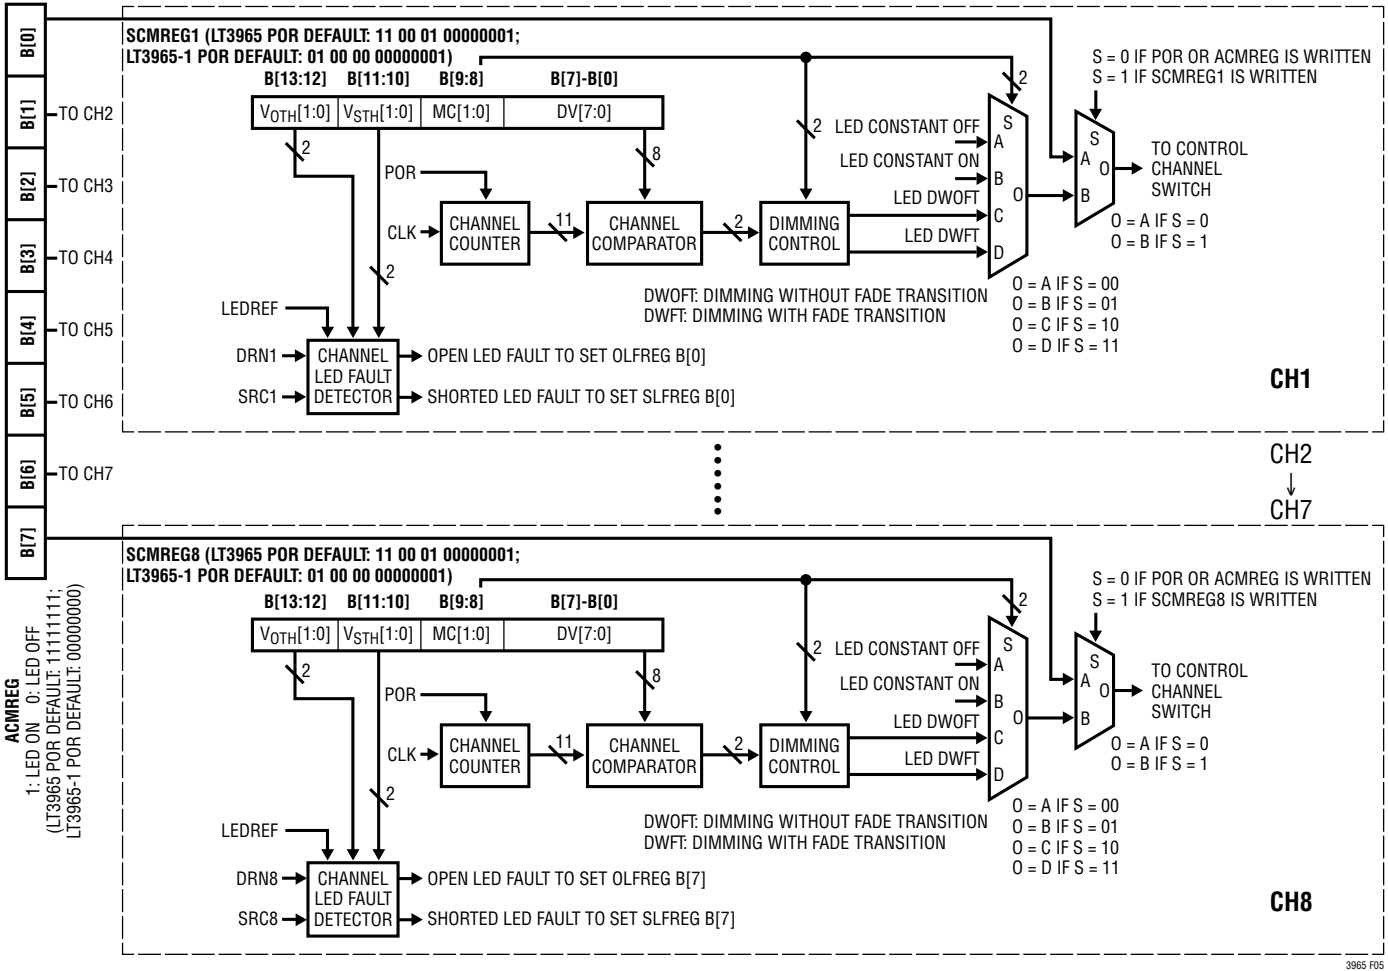 B[0]
B[1]
TO CH2
B[2]
TO CH3
B[3]
TO CH4
B[4]
TO CH5
B[5]
TO CH6
B[6]
TO CH7
B[7]
ACMREG
1: LED ON 0: LED OFF
(LT3965 POR DEFAULT: 11111111;
LT3965-1 POR DEFAULT: 00000000)
SCMREG1 (LT3965 POR DEFAULT: 11 00 01 00000001;
LT3965-1 POR DEFAULT: 01 00 00 00000001)
B[13:12] B[11:10] B[9:8] B[7]-B[0]
VOTH[1:0] VSTH[1:0] MC[1:0] DV[7:0]
2
8
2
2
2
POR
CLK
CHANNEL
COUNTER
11
CHANNEL
COMPARATOR
2
DIMMING
CONTROL
LED CONSTANT OFF
LED CONSTANT ON
LED DWOFT
LED DWFT
S
A
B
C
D
O
S = 0 IF POR OR ACMREG IS WRITTEN
S = 1 IF SCMREG1 IS WRITTEN
S
A
B
O
TO CONTROL
CHANNEL
SWITCH
O = A IF S = 0
O = B IF S = 1
DWOFT: DIMMING WITHOUT FADE TRANSITION
DWFT: DIMMING WITH FADE TRANSITION
O = A IF S = 00
O = B IF S = 01
O = C IF S = 10
O = D IF S = 11
LEDREF
DRN1
SRC1
CHANNEL
LED FAULT
DETECTOR
OPEN LED FAULT TO SET OLFREG B[0]
SHORTED LED FAULT TO SET SLFREG B[0]
CH1
CH2
CH7
SCMREG8 (LT3965 POR DEFAULT: 11 00 01 00000001;
LT3965-1 POR DEFAULT: 01 00 00 00000001)
B[13:12] B[11:10] B[9:8] B[7]-B[0]
VOTH[1:0] VSTH[1:0] MC[1:0] DV[7:0]
2
8
2
2
2
POR
CLK
CHANNEL
COUNTER
11
CHANNEL
COMPARATOR
2
DIMMING
CONTROL
LED CONSTANT OFF
LED CONSTANT ON
LED DWOFT
LED DWFT
S
A
B
C
D
O
S = 0 IF POR OR ACMREG IS WRITTEN
S = 1 IF SCMREG8 IS WRITTEN
S
A
B
O
TO CONTROL
CHANNEL
SWITCH
O = A IF S = 0
O = B IF S = 1
DWOFT: DIMMING WITHOUT FADE TRANSITION
DWFT: DIMMING WITH FADE TRANSITION
O = A IF S = 00
O = B IF S = 01
O = C IF S = 10
O = D IF S = 11
LEDREF
DRN8
SRC8
CHANNEL
LED FAULT
DETECTOR
OPEN LED FAULT TO SET OLFREG B[7]
SHORTED LED FAULT TO SET SLFREG B[7]
CH8
3965 F05